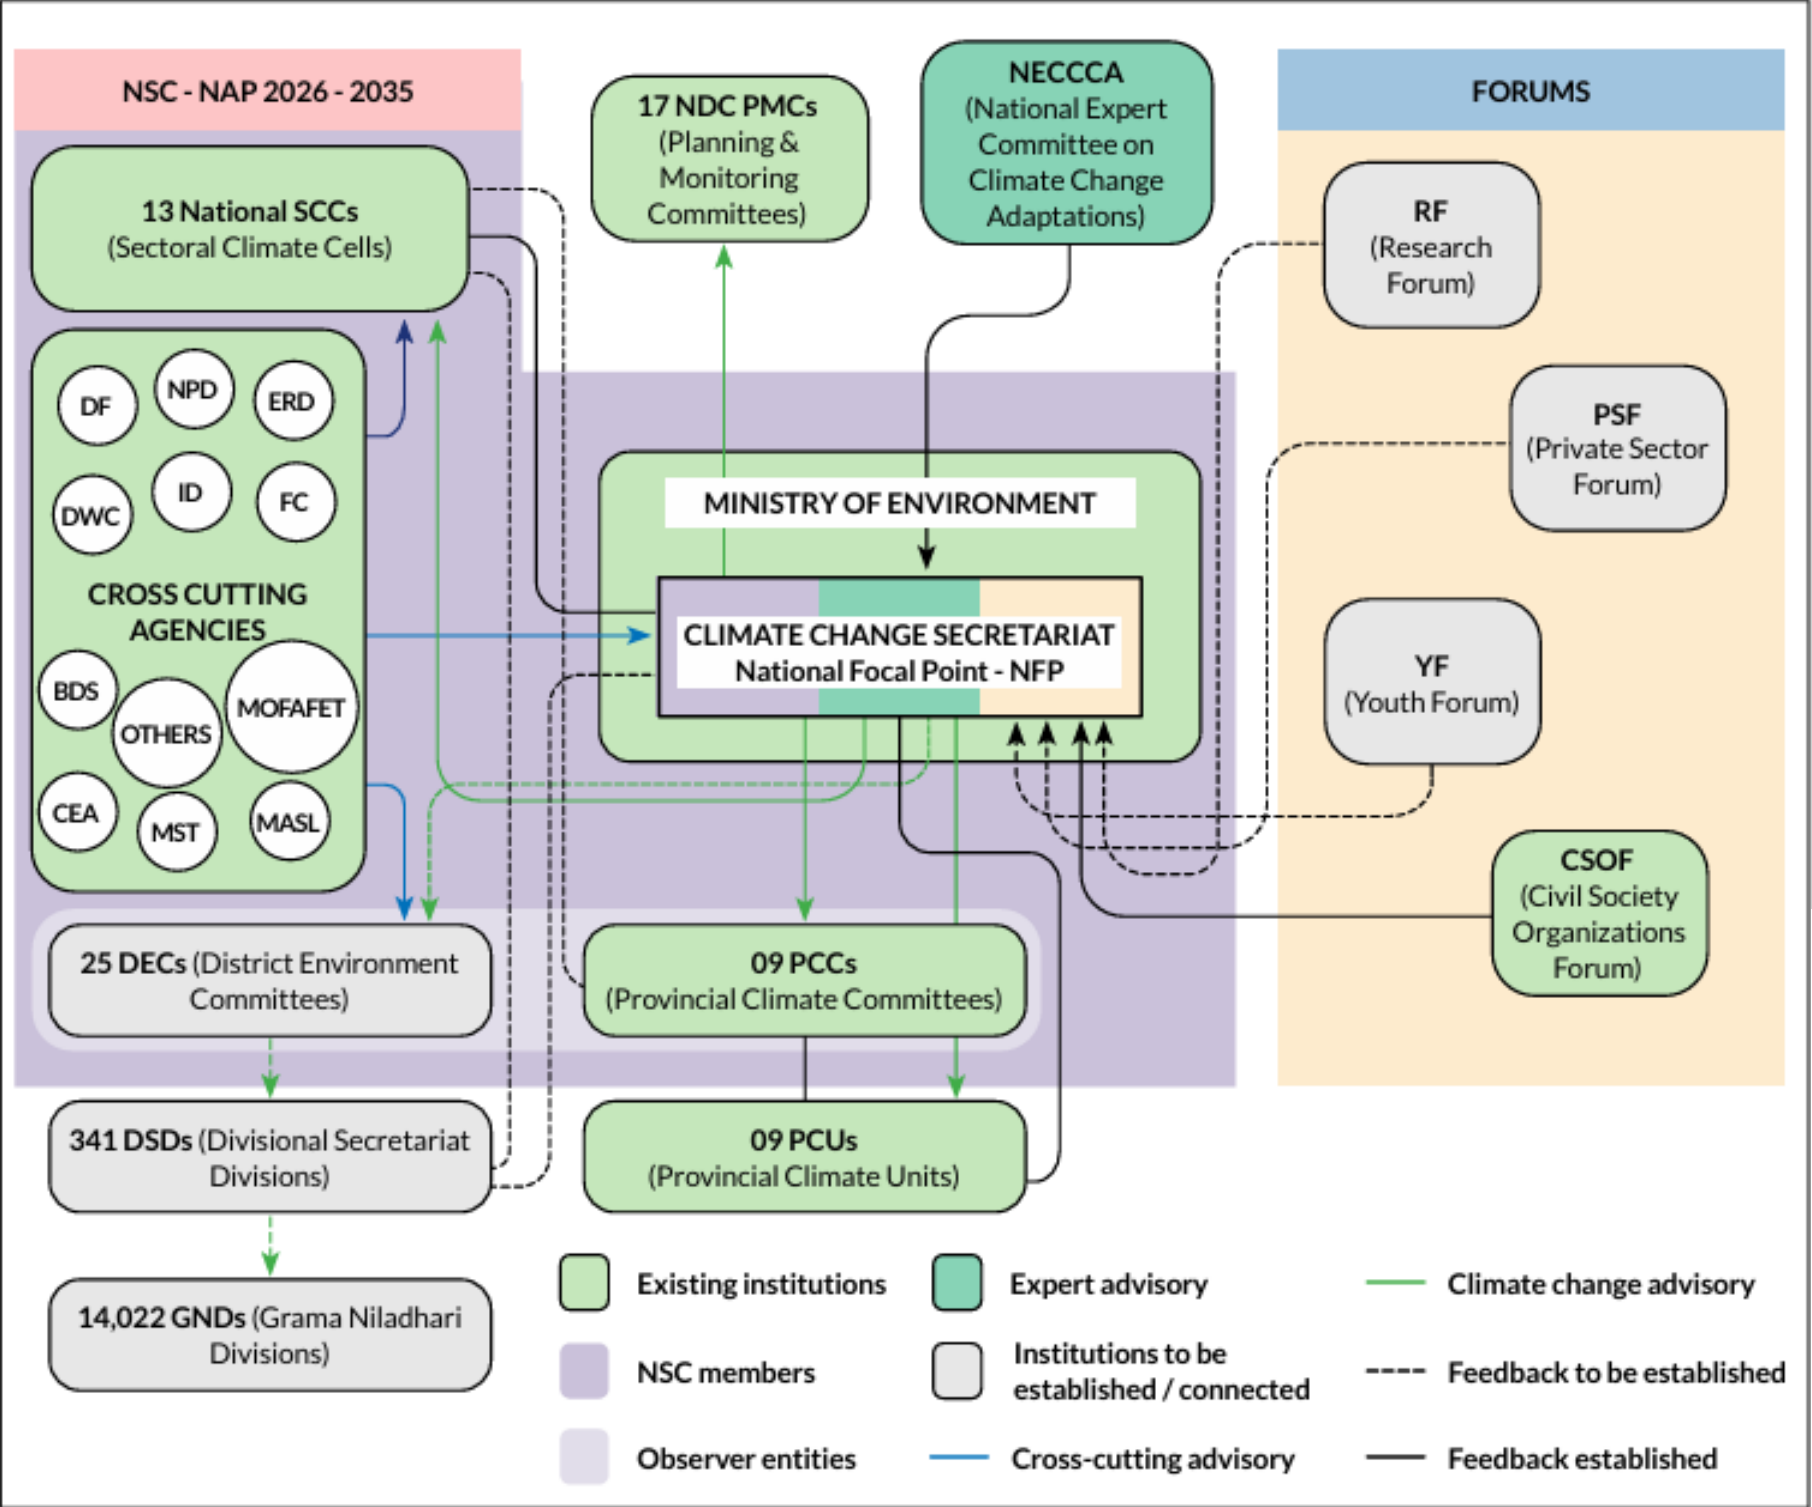 NSC - NAP 2026 - 2035
13 National SCCs
(Sectoral Climate Cells)
DF
NPD
ERD
DWC
ID
FC
CROSS CUTTING
AGENCIES
BDS
OTHERS
MOFAFET
CEA
MST
MASL
17 NDC PMCs
(Planning &
Monitoring
Committees)
NECCCA
(National Expert
Committee on
Climate Change
Adaptations)
MINISTRY OF ENVIRONMENT
CLIMATE CHANGE SECRETARIAT
National Focal Point - NFP
FORUMS
RF
(Research
Forum)
PSF
(Private Sector
Forum)
YF
(Youth Forum)
CSOF
(Civil Society
Organizations
Forum)
25 DECs (District Environment
Committees)
09 PCCs
(Provincial Climate Committees)
341 DSDs (Divisional Secretariat
Divisions)
09 PCUs
(Provincial Climate Units)
14,022 GNDs (Grama Niladhari
Divisions)
Existing institutions
NSC members
Observer entities
Expert advisory
Institutions to be
established / connected
Cross-cutting advisory
Climate change advisory
Feedback to be established
Feedback established